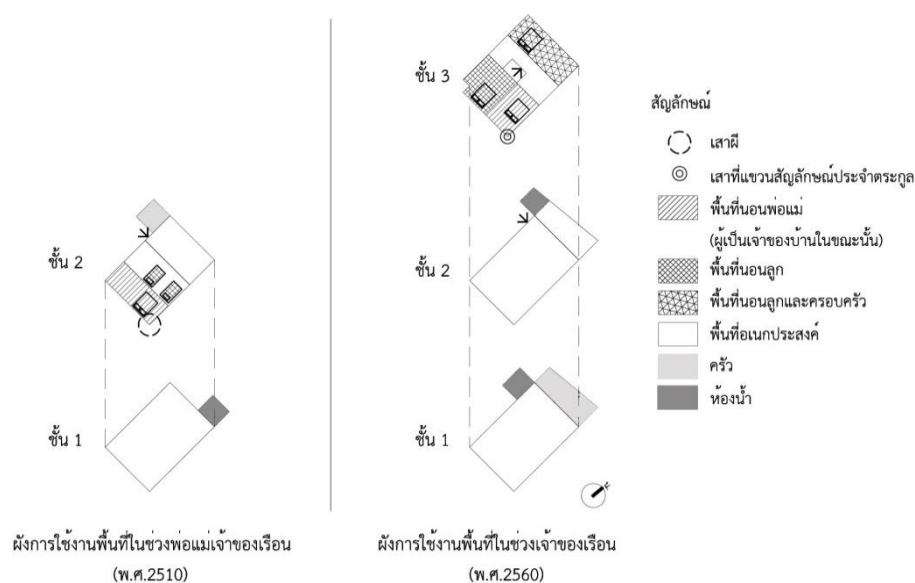 ชั้น 2
ชั้น 1
ผังการใช้งานพื้นที่ในช่วงพ่อแม่เจ้าของเรือน
(พ.ศ.2510)
ชั้น 3
ชั้น 2
ชั้น 1
ผังการใช้งานพื้นที่ในช่วงเจ้าของเรือน
(พ.ศ.2560)
สัญลักษณ์
เสาผี
เสาที่แขวนสัญลักษณ์ประจำตระกูล
พื้นที่นอนพ่อแม่
(ผู้เป็นเจ้าของบ้านในขณะนั้น)
พื้นที่นอนลูก
พื้นที่นอนลูกและครอบครัว
พื้นที่อเนกประสงค์
ครัว
ห้องน้ำ